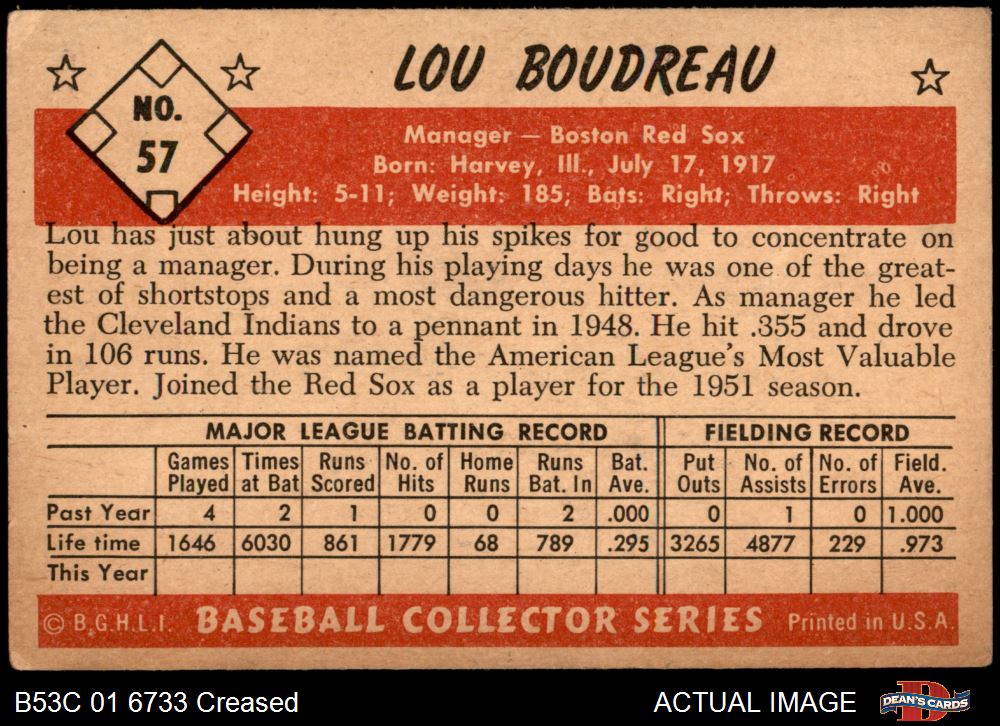 LOU BOUDREAU
NO.
57
Manager — Boston Red Sox
Born: Harvey, Ill., July 17, 1917
Height: 5-11; Weight: 185; Bats: Right; Throws: Right
Lou has just about hung up his spikes for good to concentrate on
being a manager. During his playing days he was one of the great-
est of shortstops and a most dangerous hitter. As manager he led
the Cleveland Indians to a pennant in 1948. He hit .355 and drove
in 106 runs. He was named the American League's Most Valuable
Player. Joined the Red Sox as a player for the 1951 season.
MAJOR LEAGUE BATTING RECORD FIELDING RECORD
Games Times Runs No. of Home Runs Bat. Put No. of No. of Field.
Played at Bat Scored Hits Runs Bat. In Ave. Outs Assists Errors Ave.
Past Year 4 2 1 0 0 2 .000 0 1 0 1.000
Life time 1646 6030 861 1779 68 789 .295 3265 4877 229 .973
This Year
© B.G.H.L.I. BASEBALL COLLECTOR SERIES Printed in U.S.A.
B53C 01 6733 Creased ACTUAL IMAGE DEAN'S CARDS